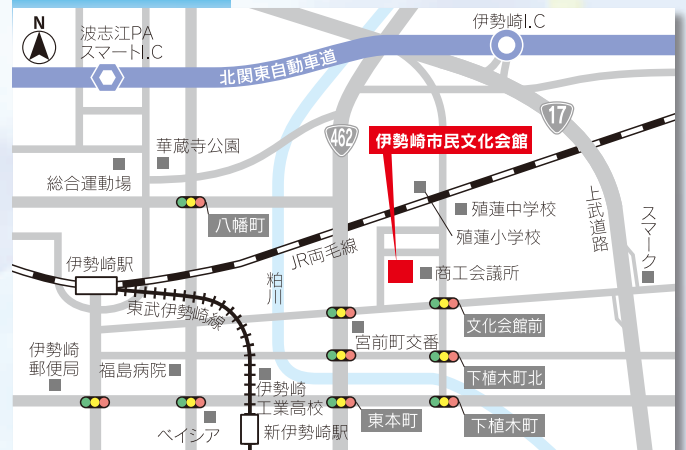 N
波志江PA
スマートI.C
伊勢崎I.C
北関東自動車道
17
462
伊勢崎市民文化会館
華蔵寺公園
総合運動場
八幡町
殖蓮中学校
殖蓮小学校
上武道路
スマーク
JR両毛線
伊勢崎駅
粕川
商工会議所
東武伊勢崎線
文化会館前
宮前町交番
伊勢崎
郵便局
福島病院
下植木町北
伊勢崎
工業高校
東本町
下植木町
ベイシア
新伊勢崎駅